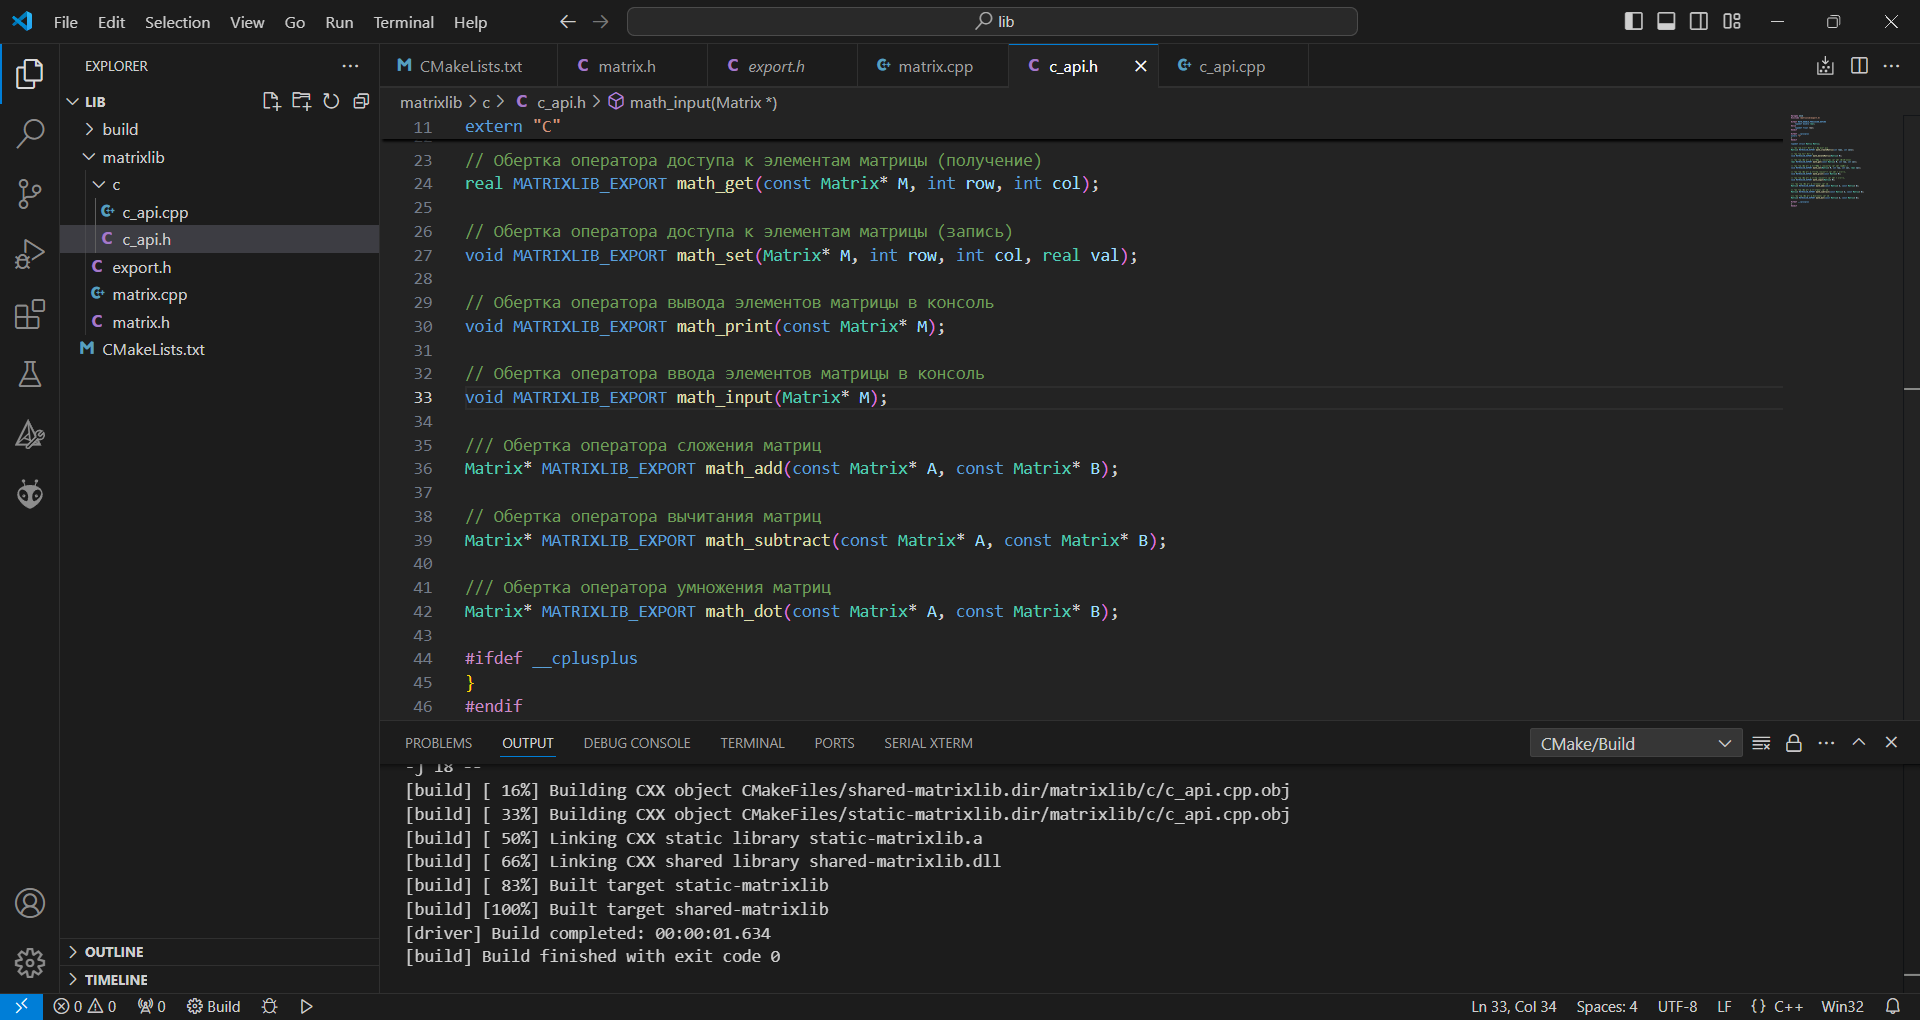 File Edit Selection View Go Run Terminal Help
lib
EXPLORER
LIB
build
matrixlib
c
c_api.cpp
c_api.h
export.h
matrix.cpp
matrix.h
CMakeLists.txt
OUTLINE
TIMELINE
CMakeLists.txt matrix.h export.h matrix.cpp c_api.h c_api.cpp
matrixlib > c > C c_api.h > math_input(Matrix *)
11 extern "C"
23 // Обертка оператора доступа к элементам матрицы (получение)
24 real MATRIXLIB_EXPORT math_get(const Matrix* M, int row, int col);
25
26 // Обертка оператора доступа к элементам матрицы (запись)
27 void MATRIXLIB_EXPORT math_set(Matrix* M, int row, int col, real val);
28
29 // Обертка оператора вывода элементов матрицы в консоль
30 void MATRIXLIB_EXPORT math_print(const Matrix* M);
31
32 // Обертка оператора ввода элементов матрицы в консоль
33 void MATRIXLIB_EXPORT math_input(Matrix* M);
34
35 /// Обертка оператора сложения матриц
36 Matrix* MATRIXLIB_EXPORT math_add(const Matrix* A, const Matrix* B);
37
38 // Обертка оператора вычитания матриц
39 Matrix* MATRIXLIB_EXPORT math_subtract(const Matrix* A, const Matrix* B);
40
41 /// Обертка оператора умножения матриц
42 Matrix* MATRIXLIB_EXPORT math_dot(const Matrix* A, const Matrix* B);
43
44 #ifdef __cplusplus
45 }
46 #endif
PROBLEMS OUTPUT DEBUG CONSOLE TERMINAL PORTS SERIAL XTERM
CMake/Build
-j 18 --
[build] [ 16%] Building CXX object CMakeFiles/shared-matrixlib.dir/matrixlib/c/c_api.cpp.obj
[build] [ 33%] Building CXX object CMakeFiles/static-matrixlib.dir/matrixlib/c/c_api.cpp.obj
[build] [ 50%] Linking CXX static library static-matrixlib.a
[build] [ 66%] Linking CXX shared library shared-matrixlib.dll
[build] [ 83%] Built target static-matrixlib
[build] [100%] Built target shared-matrixlib
[driver] Build completed: 00:00:01.634
[build] Build finished with exit code 0
0 0 0 Build
Ln 33, Col 34 Spaces: 4 UTF-8 LF {} C++ Win32